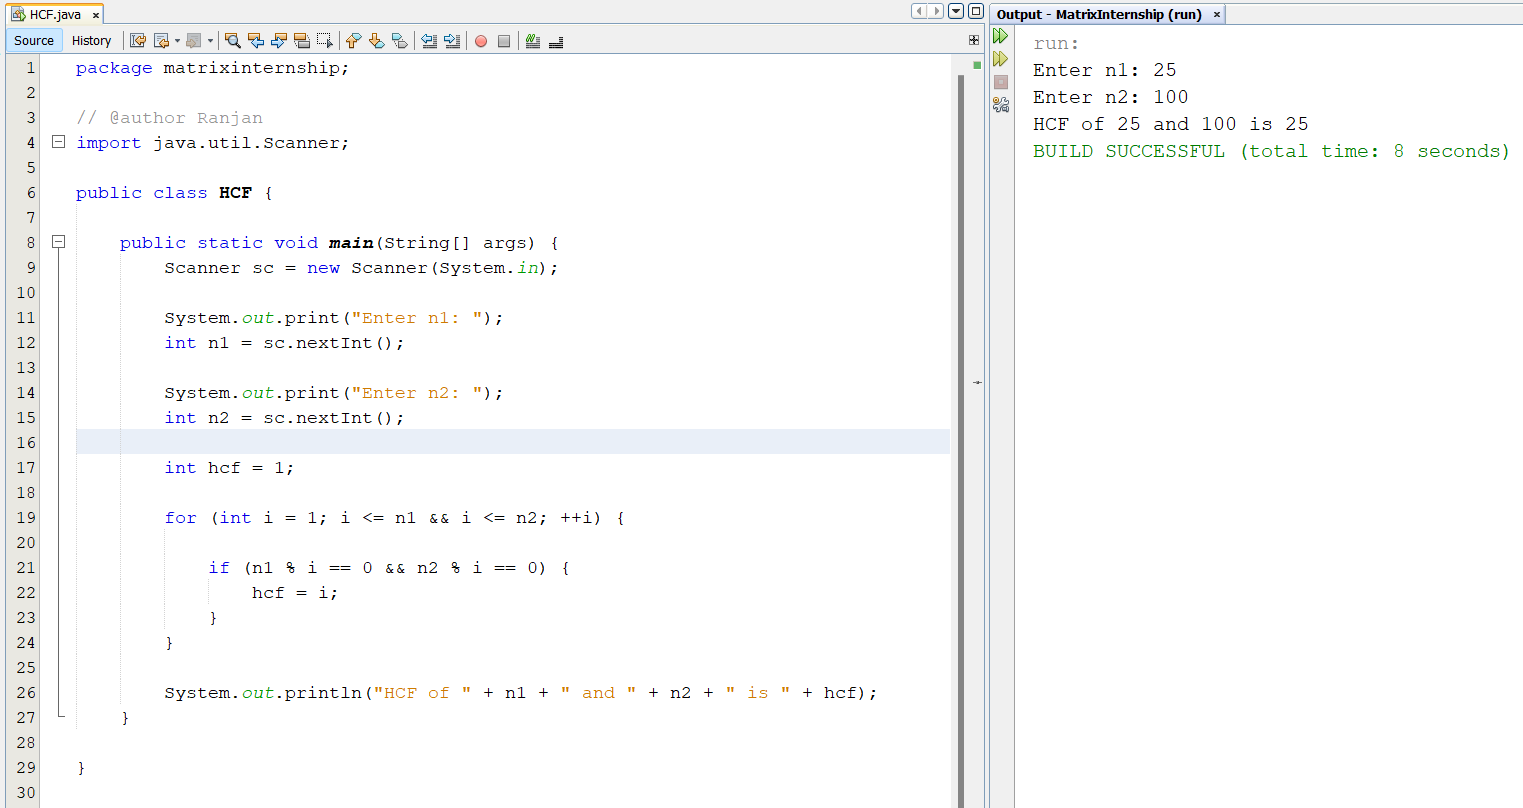 HCF.java ×
Source History
1 package matrixinternship;
2
3 // @author Ranjan
4 import java.util.Scanner;
5
6 public class HCF {
7
8     public static void main(String[] args) {
9         Scanner sc = new Scanner(System.in);
10
11         System.out.print("Enter n1: ");
12         int n1 = sc.nextInt();
13
14         System.out.print("Enter n2: ");
15         int n2 = sc.nextInt();
16
17         int hcf = 1;
18
19         for (int i = 1; i <= n1 && i <= n2; ++i) {
20
21             if (n1 % i == 0 && n2 % i == 0) {
22                 hcf = i;
23             }
24         }
25
26         System.out.println("HCF of " + n1 + " and " + n2 + " is " + hcf);
27     }
28
29 }
30
Output - MatrixInternship (run) ×
run:
Enter n1: 25
Enter n2: 100
HCF of 25 and 100 is 25
BUILD SUCCESSFUL (total time: 8 seconds)